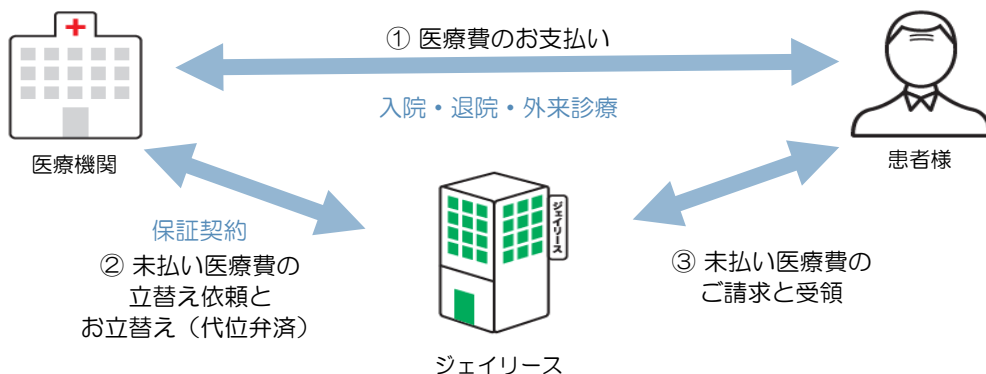 ① 医療費のお支払い
入院・退院・外来診療
医療機関
患者様
保証契約
② 未払い医療費の
立替え依頼と
お立替え（代位弁済）
ジェイリース
③ 未払い医療費の
ご請求と受領
ジェイリース